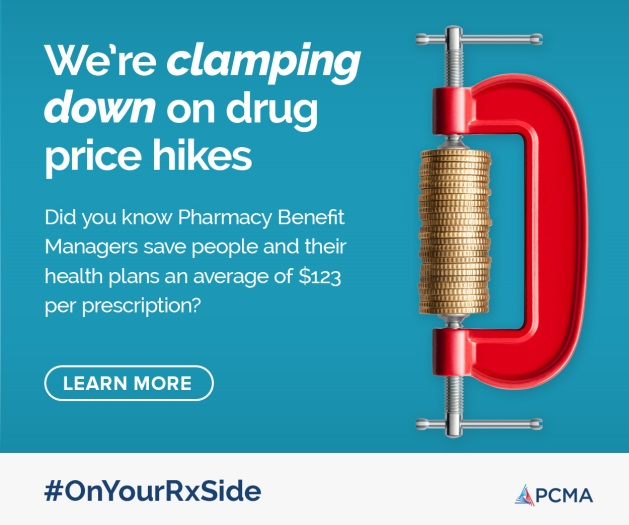 We're clamping
down on drug
price hikes
Did you know Pharmacy Benefit
Managers save people and their
health plans an average of $123
per prescription?
LEARN MORE
#OnYourRxSide
PCMA